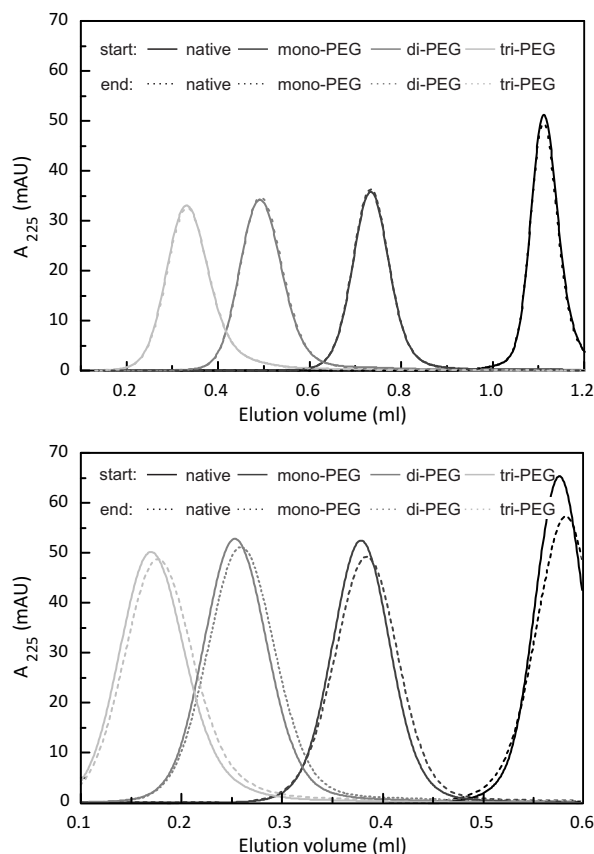 70
60
50
40
30
20
10
0
A 225 (mAU)
start: native mono-PEG di-PEG tri-PEG
end: native mono-PEG di-PEG tri-PEG
0.2 0.4 0.6 0.8 1.0 1.2
Elution volume (ml)
70
60
50
40
30
20
10
0
A 225 (mAU)
start: native mono-PEG di-PEG tri-PEG
end: native mono-PEG di-PEG tri-PEG
0.1 0.2 0.3 0.4 0.5 0.6
Elution volume (ml)